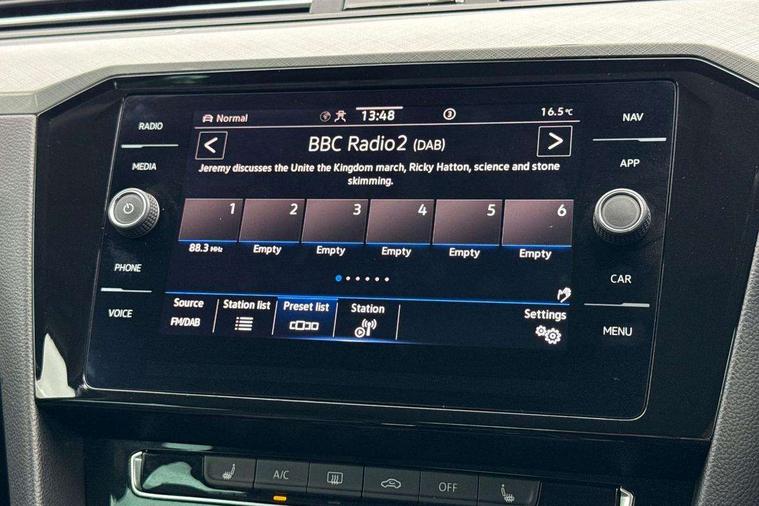 RADIO
MEDIA
PHONE
VOICE
Normal 13:48 3 16.5°C
< BBC Radio2 (DAB) >
Jeremy discusses the Unite the Kingdom march, Ricky Hatton, science and stone
skimming.
1 2 3 4 5 6
88.3 MHz Empty Empty Empty Empty Empty
Source Station list Preset list Station Settings
FM/DAB
NAV
APP
CAR
MENU
A/C OFF